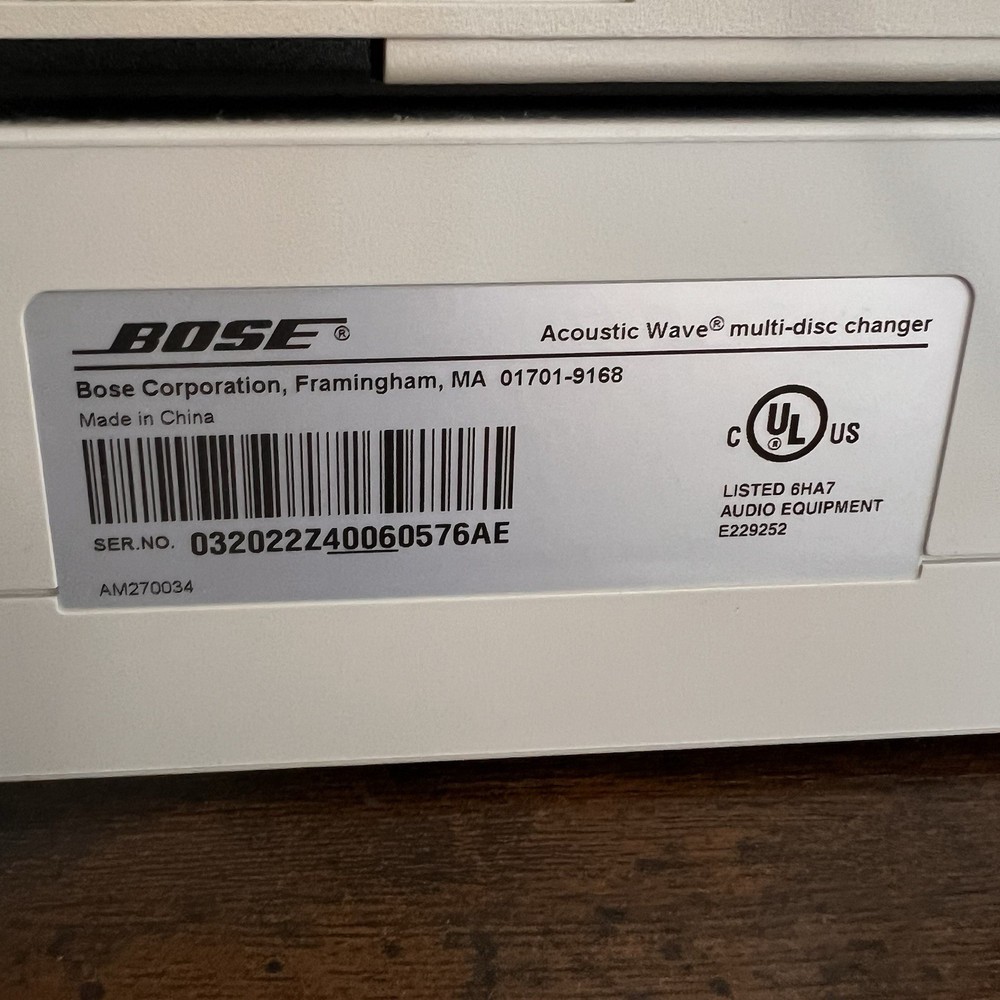 BOSE®
Acoustic Wave® multi-disc changer
Bose Corporation, Framingham, MA 01701-9168
Made in China
C UL® US
LISTED 6HA7
AUDIO EQUIPMENT
E229252
SER.NO. 032022Z40060576AE
AM270034